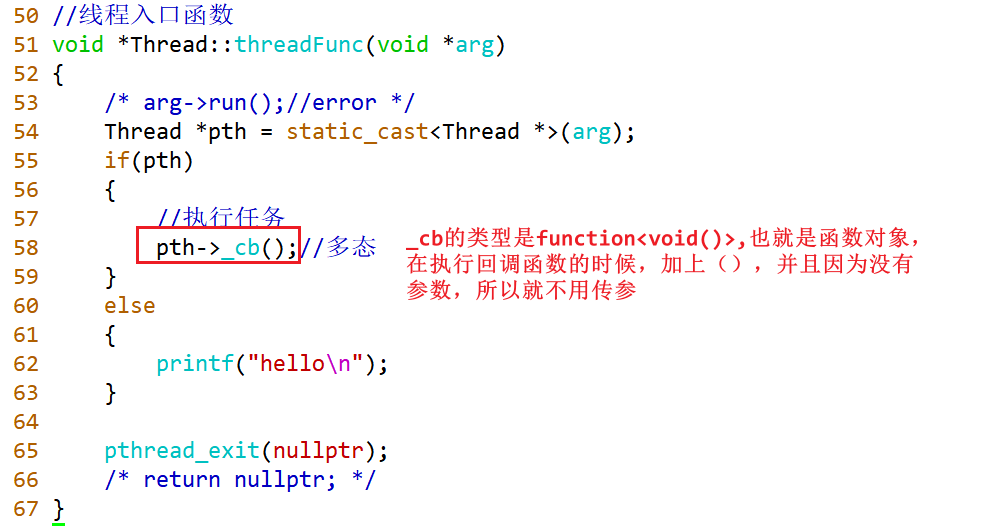 50 //线程入口函数
51 void *Thread::threadFunc(void *arg)
52 {
53     /* arg->run();//error */
54     Thread *pth = static_cast<Thread *>(arg);
55     if(pth)
56     {
57         //执行任务
58         pth->_cb();//多态
_cb的类型是function<void()>,也就是函数对象,
在执行回调函数的时候，加上（），并且因为没有
参数，所以就不用传参
59     }
60     else
61     {
62         printf("hello\n");
63     }
64
65     pthread_exit(nullptr);
66     /* return nullptr; */
67 }